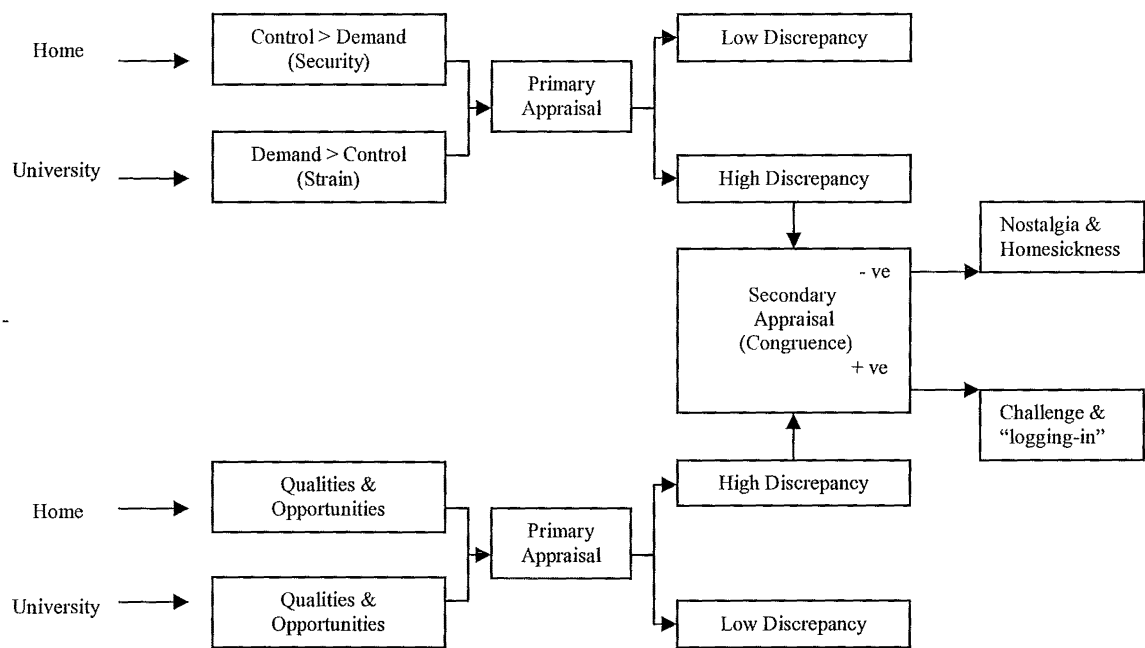 Home
Control > Demand
(Security)
University
Demand > Control
(Strain)
Primary
Appraisal
Low Discrepancy
High Discrepancy
Secondary
Appraisal
(Congruence)
- ve
+ ve
Nostalgia &
Homesickness
Challenge &
“logging-in”
Home
Qualities &
Opportunities
University
Qualities &
Opportunities
Primary
Appraisal
High Discrepancy
Low Discrepancy